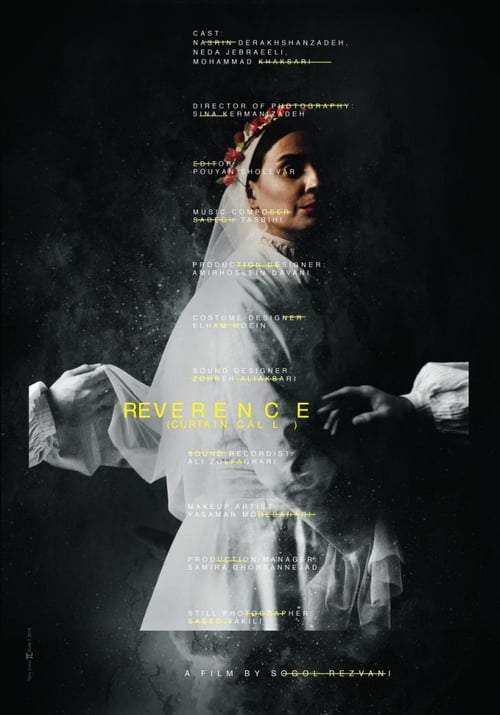 CAST:
NASRIN DERAKHSHANZADEH,
NEDA JEBRAEELI,
MOHAMMAD KHAKSARI
DIRECTOR OF PHOTOGRAPHY:
SINA KERMANIZADEH
EDITOR:
POUYAN SHOLEVAR
MUSIC COMPOSER
SADEGH TASBIHI
PRODUCTION DESIGNER:
AMIRHOSSEIN DAVANI
COSTUME DESIGNER:
ELHAM MOEIN
SOUND DESIGNER:
ZOHREH ALIAKBARI
REVERENCE
(CURTAIN CALL )
SOUND RECORDIST:
ALI ZOLFAGHARI
MAKEUP ARTIST:
YASAMAN
PRODUCTION MANAGER:
SAMIRA GHORBANNEJAD
STILL PHOTOGRAPHER:
SAEED VAKILI
A FILM BY SOGOL REZVANI